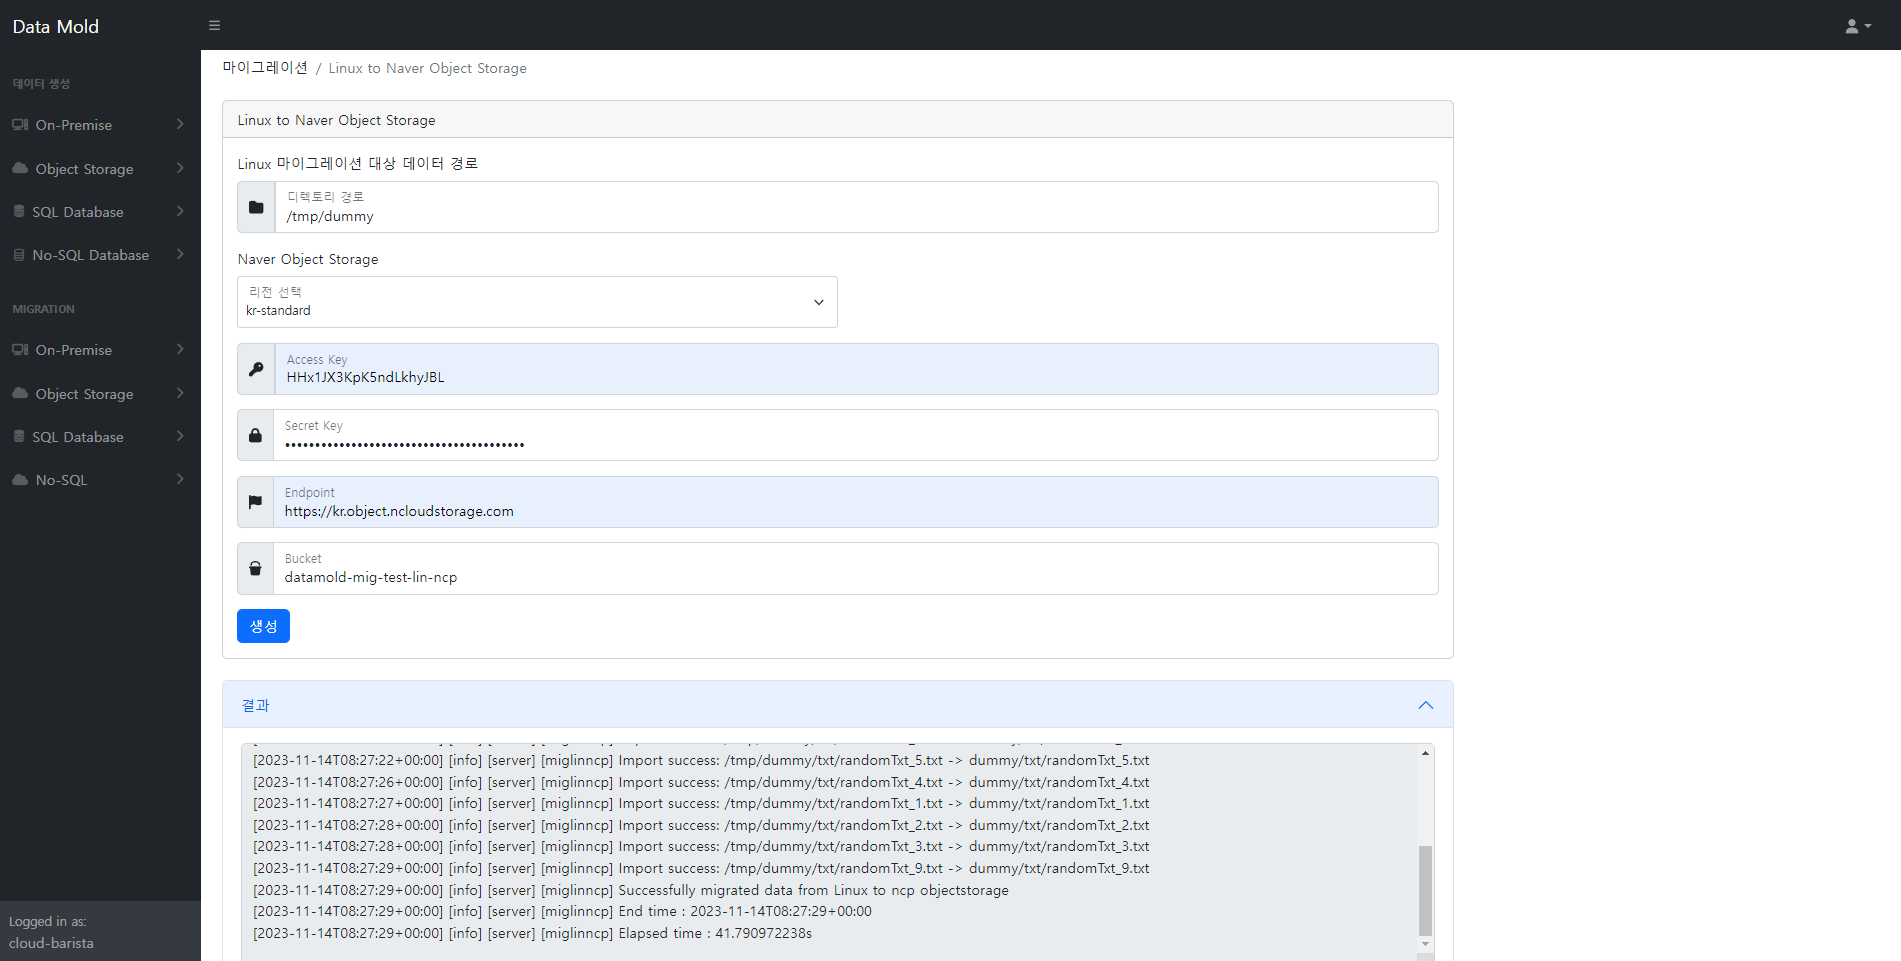 Data Mold
데이터 생성
On-Premise
Object Storage
SQL Database
No-SQL Database
MIGRATION
On-Premise
Object Storage
SQL Database
No-SQL
Logged in as:
cloud-barista
마이그레이션 / Linux to Naver Object Storage
Linux to Naver Object Storage
Linux 마이그레이션 대상 데이터 경로
디렉토리 경로
/tmp/dummy
Naver Object Storage
리전 선택
kr-standard
Access Key
HHx1JX3KpK5ndLkhyJBL
Secret Key
••••••••••••••••••••••••••••••••••••••••
Endpoint
https://kr.object.ncloudstorage.com
Bucket
datamold-mig-test-lin-ncp
생성
결과
[2023-11-14T08:27:22+00:00] [info] [server] [miglinncp] Import success: /tmp/dummy/txt/randomTxt_5.txt -> dummy/txt/randomTxt_5.txt
[2023-11-14T08:27:26+00:00] [info] [server] [miglinncp] Import success: /tmp/dummy/txt/randomTxt_4.txt -> dummy/txt/randomTxt_4.txt
[2023-11-14T08:27:27+00:00] [info] [server] [miglinncp] Import success: /tmp/dummy/txt/randomTxt_1.txt -> dummy/txt/randomTxt_1.txt
[2023-11-14T08:27:28+00:00] [info] [server] [miglinncp] Import success: /tmp/dummy/txt/randomTxt_2.txt -> dummy/txt/randomTxt_2.txt
[2023-11-14T08:27:28+00:00] [info] [server] [miglinncp] Import success: /tmp/dummy/txt/randomTxt_3.txt -> dummy/txt/randomTxt_3.txt
[2023-11-14T08:27:29+00:00] [info] [server] [miglinncp] Import success: /tmp/dummy/txt/randomTxt_9.txt -> dummy/txt/randomTxt_9.txt
[2023-11-14T08:27:29+00:00] [info] [server] [miglinncp] Successfully migrated data from Linux to ncp objectstorage
[2023-11-14T08:27:29+00:00] [info] [server] [miglinncp] End time : 2023-11-14T08:27:29+00:00
[2023-11-14T08:27:29+00:00] [info] [server] [miglinncp] Elapsed time : 41.790972238s